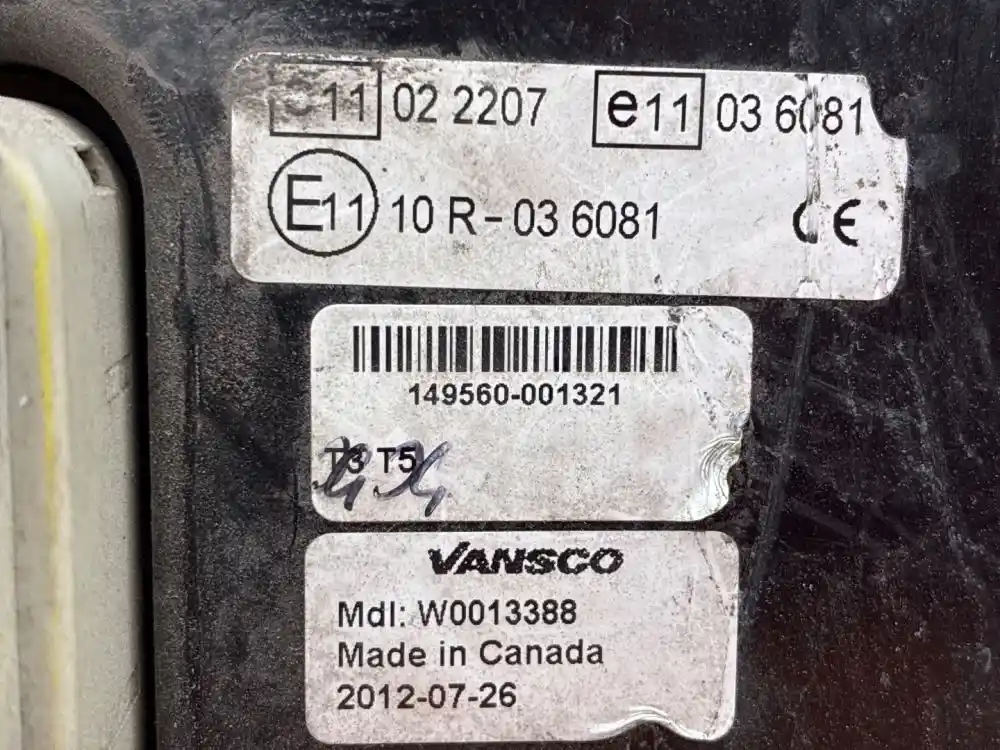 e11 02 2207 e11 03 6081
E11 10 R-03 6081 CE
149560-001321
T3 T5
VANSCO
Mdl: W0013388
Made in Canada
2012-07-26